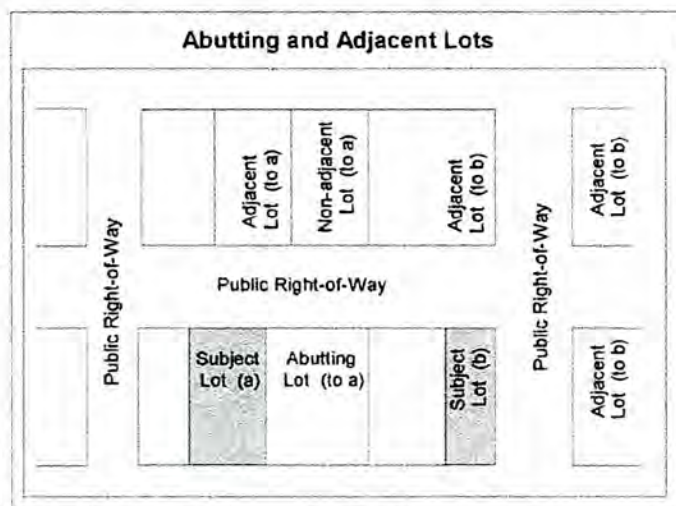 Abutting and Adjacent Lots
Public Right-of-Way
Adjacent
Lot (to a)
Non-adjacent
Lot (to a)
Adjacent
Lot (to b)
Public Right-of-Way
Adjacent
Lot (to b)
Public Right-of-Way
Subject
Lot (a)
Abutting
Lot (to a)
Subject
Lot (b)
Adjacent
Lot (to b)